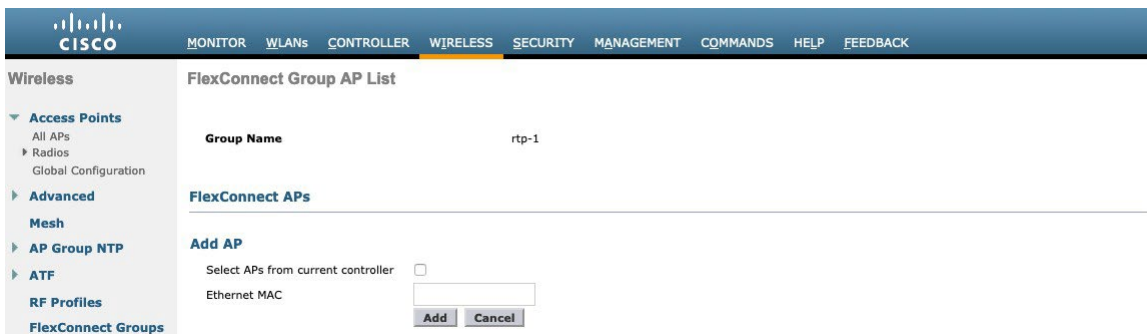 CISCO
MONITOR WLANs CONTROLLER WIRELESS SECURITY MANAGEMENT COMMANDS HELP FEEDBACK
Wireless
Access Points
All APs
Radios
Global Configuration
Advanced
Mesh
AP Group NTP
ATF
RF Profiles
FlexConnect Groups
FlexConnect Group AP List
Group Name rtp-1
FlexConnect APs
Add AP
Select APs from current controller
Ethernet MAC
Add Cancel